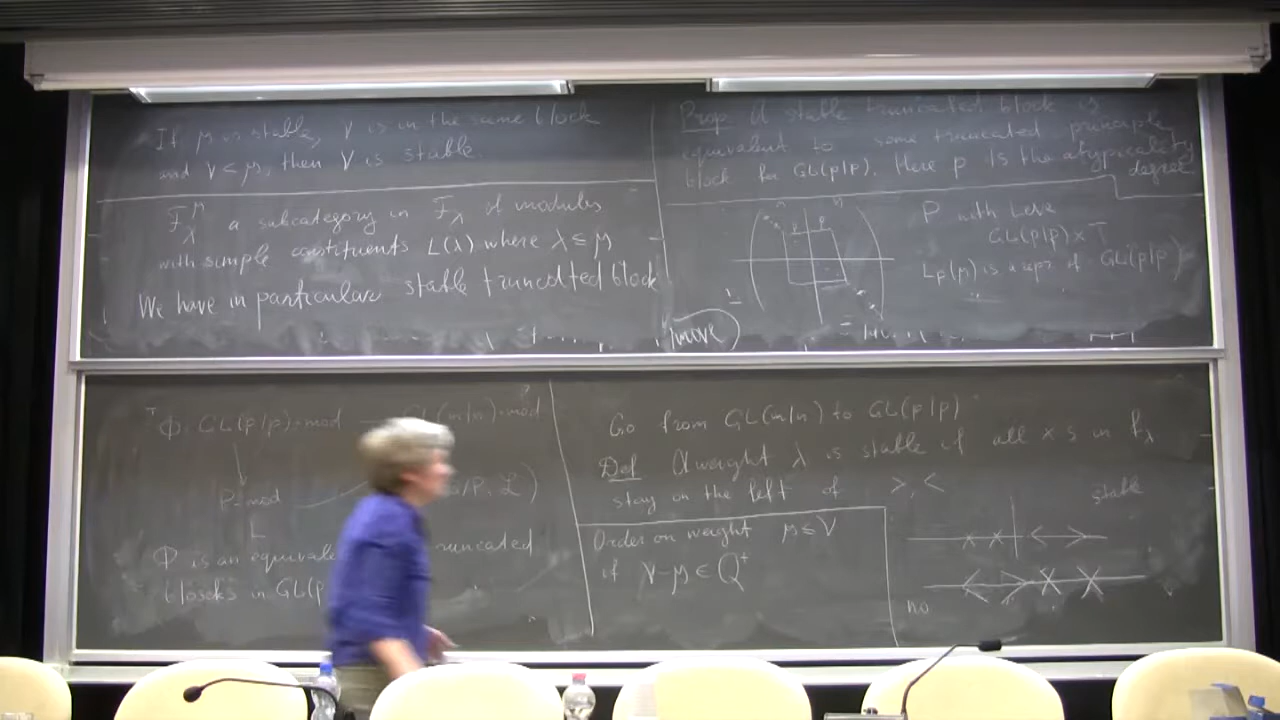 If μ is stable, ν is in the same block
and ν < μ, then ν is stable.
F_λ^μ a subcategory in F_λ of modules
with simple constituents L(λ) where λ ≤ μ
We have in particular stable truncated block
Prop. A stable truncated block is
equivalent to some truncated principle
block for GL(p|p). Here p is the atypicality
degree
P with Levi
GL(p|p) × T
L_p(μ) is a repr of GL(p|p)
move
Φ: GL(p|p)-mod → GL(m|n)-mod
P-mod
/P, L)
L
Φ is an
truncated
blocks in GL(p
Go from GL(m|n) to GL(p|p)
Def A weight λ is stable if all ×s in f_λ
stay on the left of >, <
stable
Order on weight μ ≤ ν
if ν-μ ∈ Q⁺
× × < >
< > × ×
no